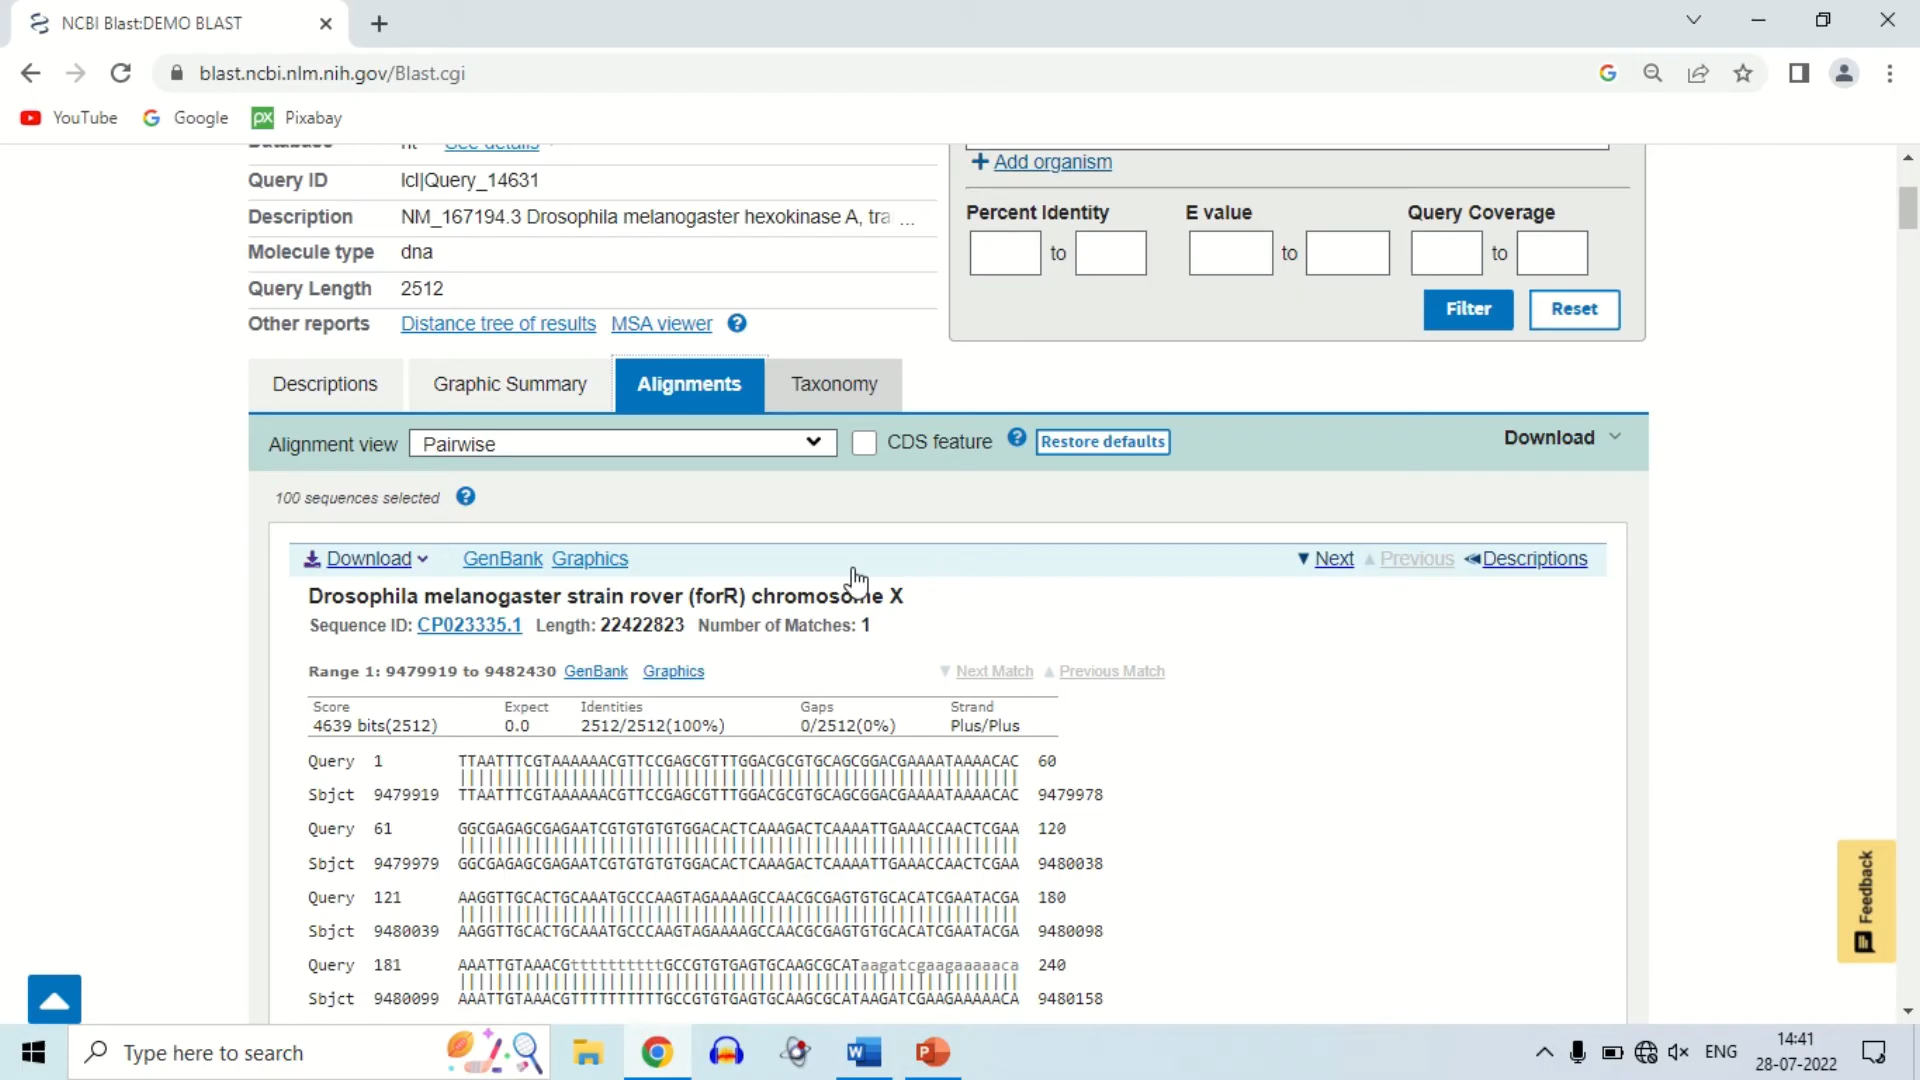 NCBI Blast:DEMO BLAST
blast.ncbi.nlm.nih.gov/Blast.cgi
YouTube Google Pixabay
Database nt See details
Add organism
Query ID lcl|Query_14631
Description NM_167194.3 Drosophila melanogaster hexokinase A, tra ...
Molecule type dna
Query Length 2512
Other reports Distance tree of results MSA viewer ?
Percent Identity E value Query Coverage
to to to
Filter Reset
Descriptions Graphic Summary Alignments Taxonomy
Alignment view Pairwise CDS feature ? Restore defaults Download
100 sequences selected ?
Download GenBank Graphics Next Previous Descriptions
Drosophila melanogaster strain rover (forR) chromosome X
Sequence ID: CP023335.1 Length: 22422823 Number of Matches: 1
Range 1: 9479919 to 9482430 GenBank Graphics Next Match Previous Match
Score Expect Identities Gaps Strand
4639 bits(2512) 0.0 2512/2512(100%) 0/2512(0%) Plus/Plus
Query 1 TTAATTTCGTAAAAAACGTTCCGAGCGTTTGGACGCGTGCAGCGGACGAAAATAAAACAC 60
Sbjct 9479919 TTAATTTCGTAAAAAACGTTCCGAGCGTTTGGACGCGTGCAGCGGACGAAAATAAAACAC 9479978
Query 61 GGCGAGAGCGAGAATCGTGTGTGTGGACACTCAAAGACTCAAAATTGAAACCAACTCGAA 120
Sbjct 9479979 GGCGAGAGCGAGAATCGTGTGTGTGGACACTCAAAGACTCAAAATTGAAACCAACTCGAA 9480038
Query 121 AAGGTTGCACTGCAAATGCCCAAGTAGAAAAGCCAACGCGAGTGTGCACATCGAATACGA 180
Sbjct 9480039 AAGGTTGCACTGCAAATGCCCAAGTAGAAAAGCCAACGCGAGTGTGCACATCGAATACGA 9480098
Query 181 AAATTGTAAACGttttttttttGCCGTGTGAGTGCAAGCGCATaagatcgaagaaaaaca 240
Sbjct 9480099 AAATTGTAAACGTTTTTTTTTTGCCGTGTGAGTGCAAGCGCATAAGATCGAAGAAAAACA 9480158
Feedback
Type here to search
ENG
14:41
28-07-2022